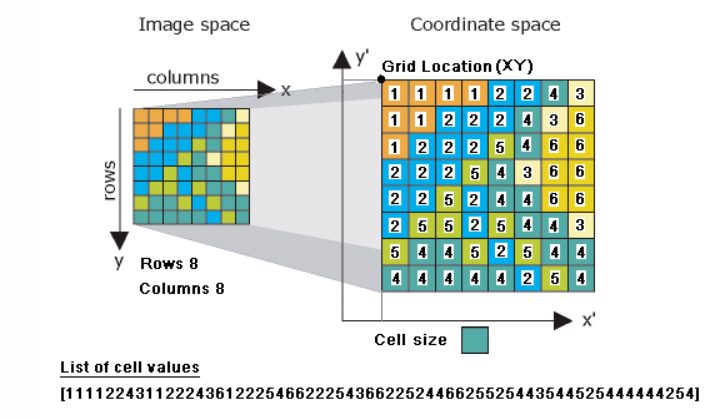 Image space
Coordinate space
columns
x
y'
Grid Location (XY)
rows
y
1 1 1 1 2 2 4 3
1 1 2 2 2 4 3 6
1 2 2 2 5 4 6 6
2 2 2 5 4 3 6 6
2 2 5 2 4 4 6 6
2 5 5 2 5 4 4 3
5 4 4 5 2 5 4 4
4 4 4 4 4 2 5 4
Rows 8
Columns 8
x'
Cell size
List of cell values
[1111224311222436122254662225436622524466255254435445254444444254]